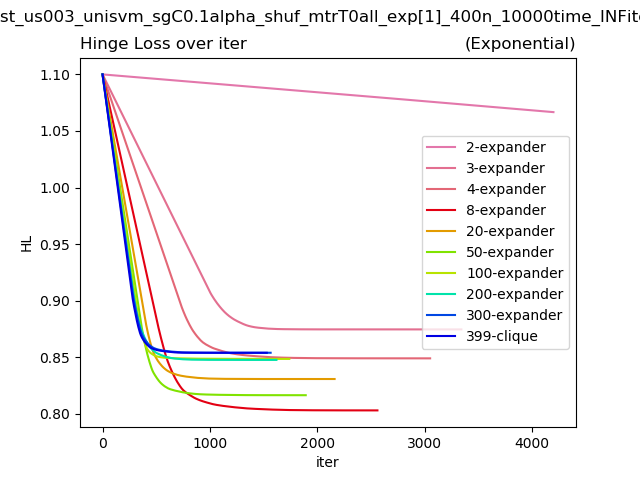 st_us003_unisvm_sgC0.1alpha_shuf_mtrT0all_exp[1]_400n_10000time_INFite
Hinge Loss over iter (Exponential)
1.10
1.05
1.00
0.95
0.90
0.85
0.80
HL
0 1000 2000 3000 4000
iter
2-expander
3-expander
4-expander
8-expander
20-expander
50-expander
100-expander
200-expander
300-expander
399-clique